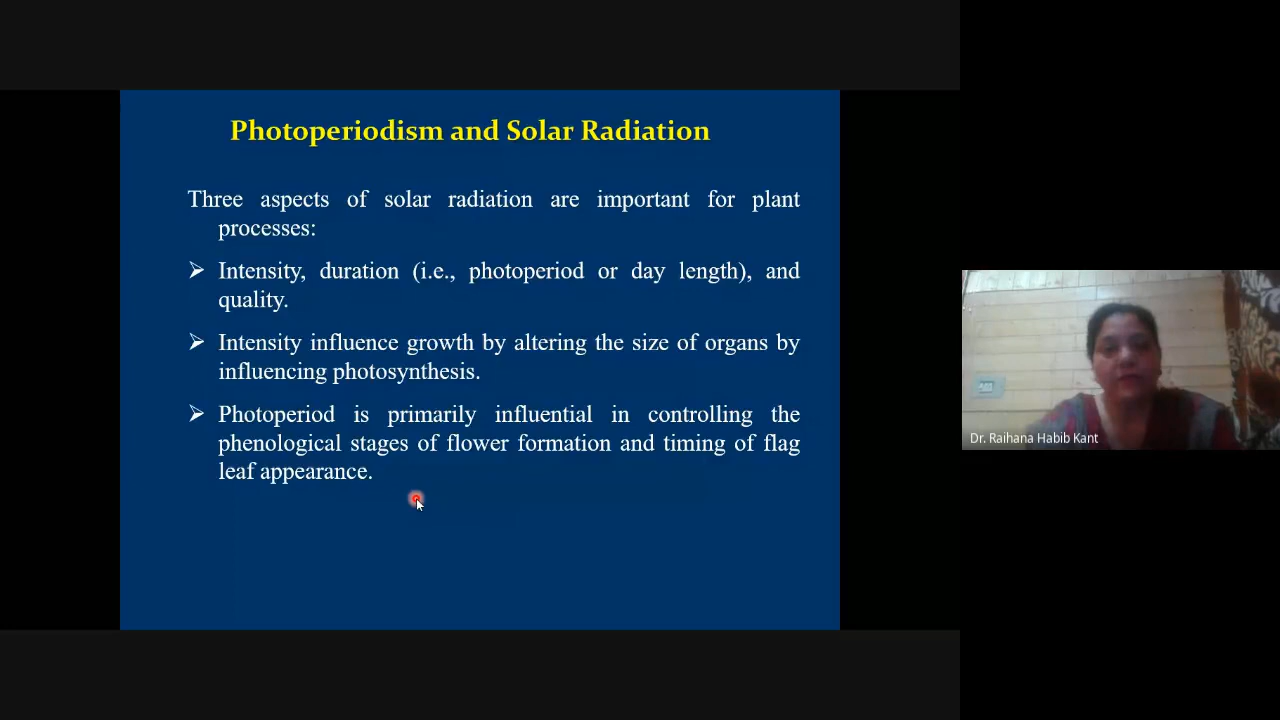 Photoperiodism and Solar Radiation
Three aspects of solar radiation are important for plant
processes:
➢ Intensity, duration (i.e., photoperiod or day length), and
quality.
➢ Intensity influence growth by altering the size of organs by
influencing photosynthesis.
➢ Photoperiod is primarily influential in controlling the
phenological stages of flower formation and timing of flag
leaf appearance.
Dr. Raihana Habib Kant